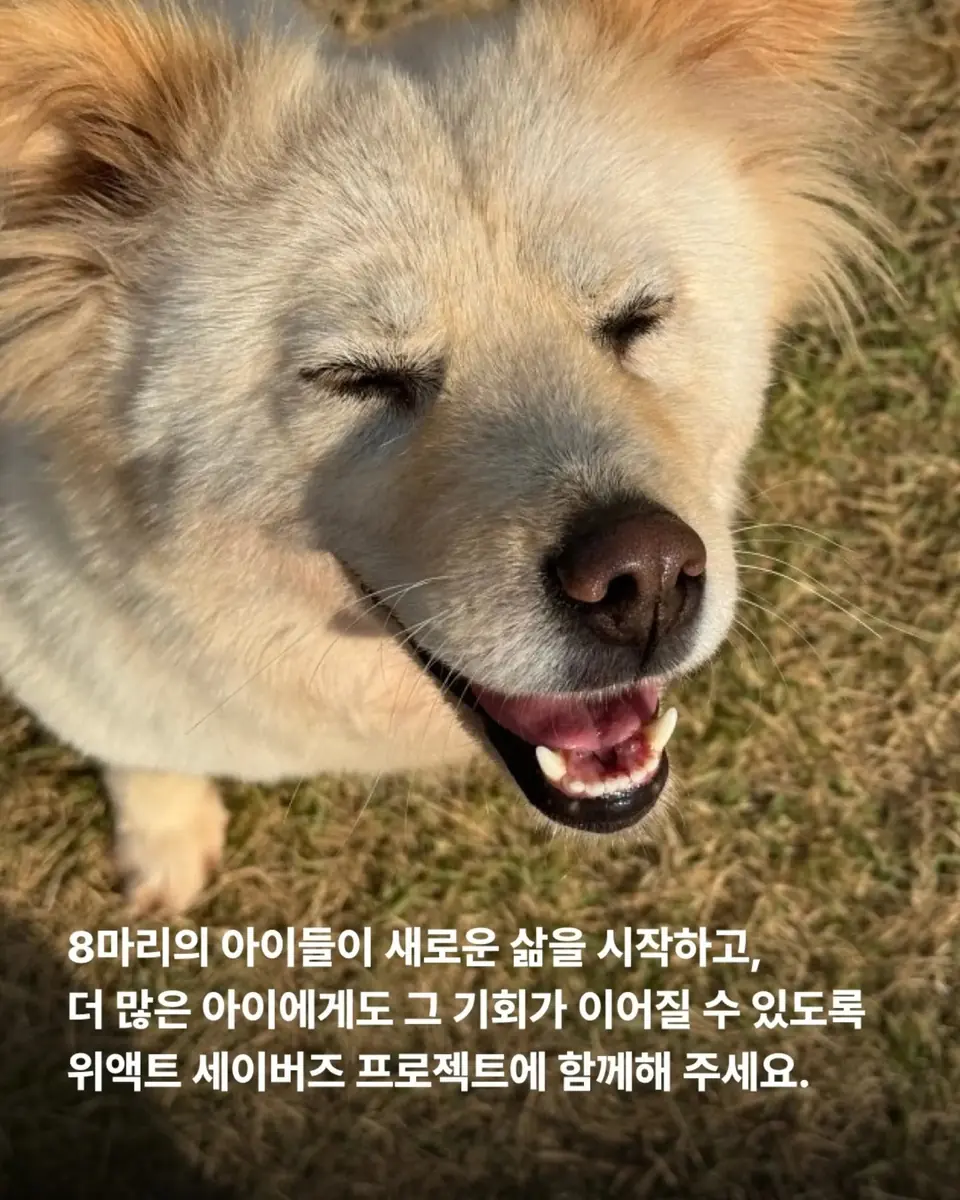 8마리의 아이들이 새로운 삶을 시작하고,
더 많은 아이에게도 그 기회가 이어질 수 있도록
위액트 세이버즈 프로젝트에 함께해 주세요.